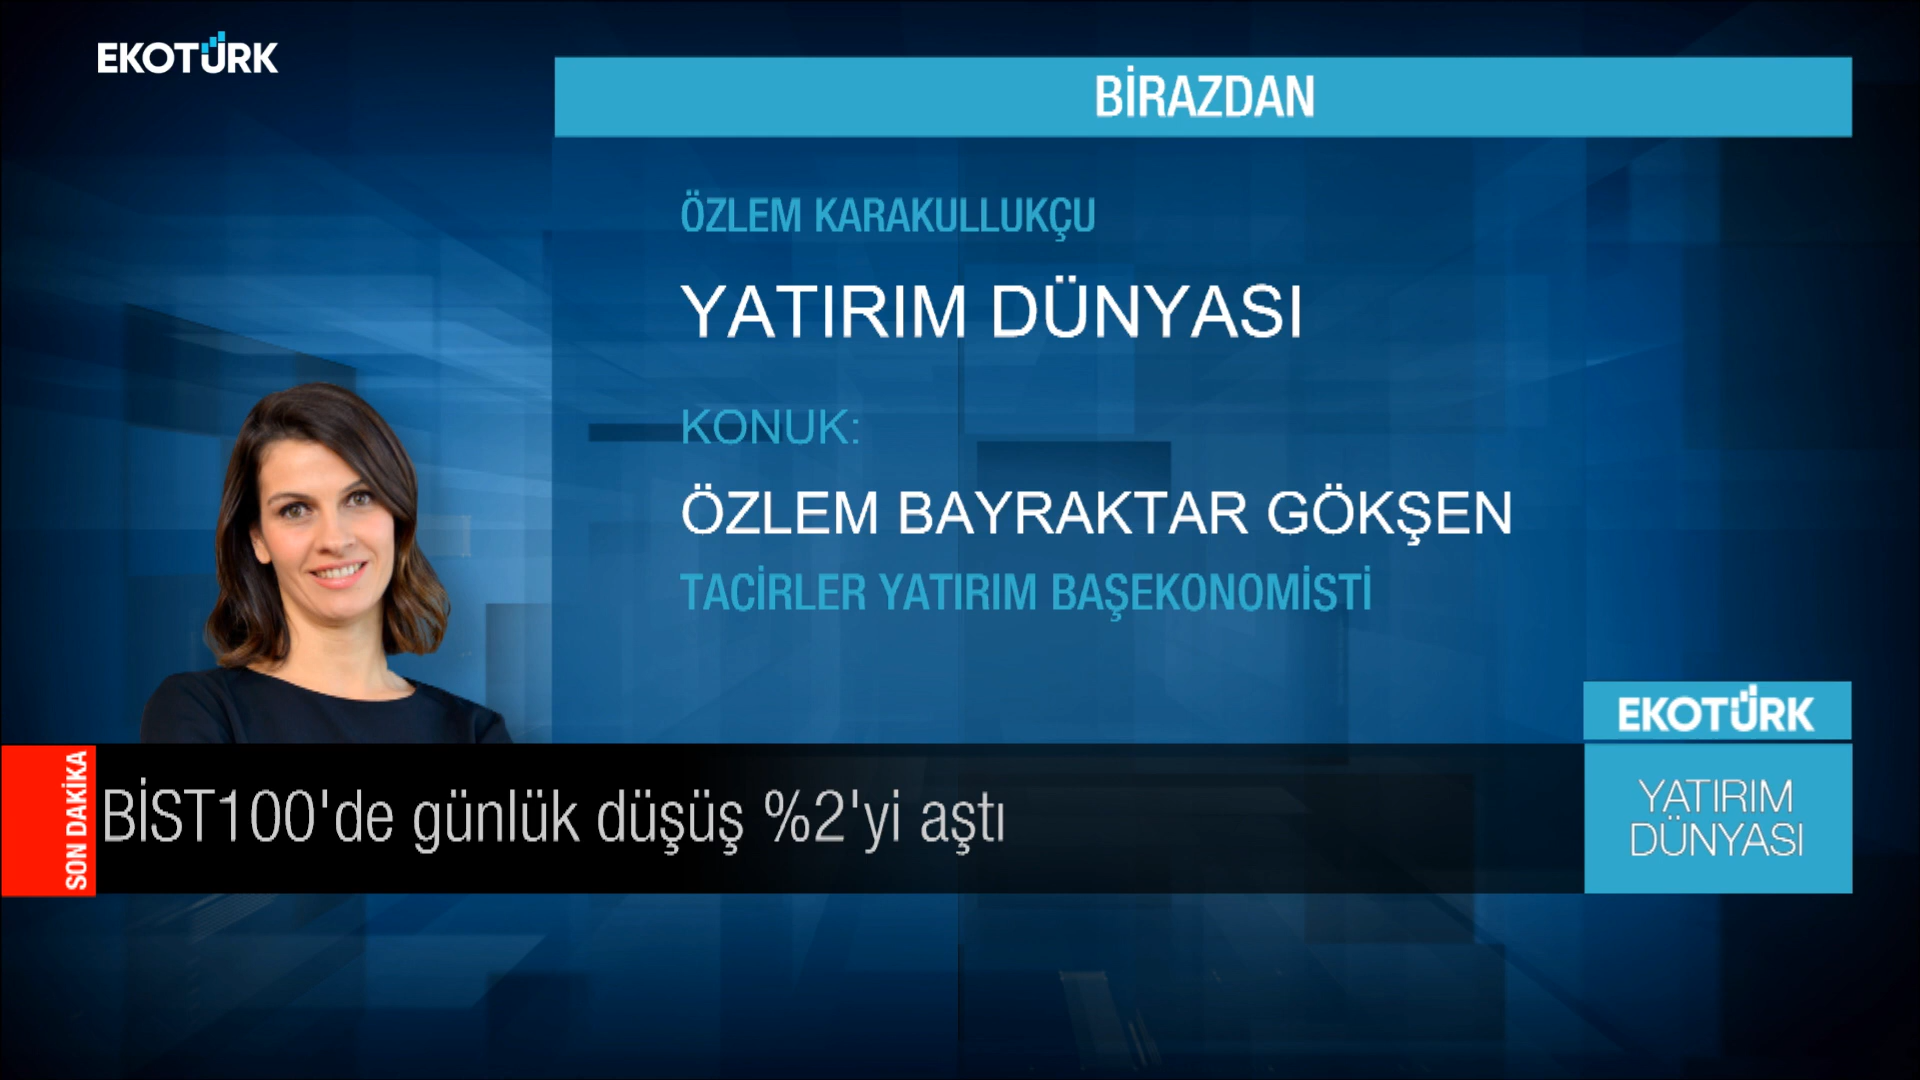 EKOTÜRK
BİRAZDAN
ÖZLEM KARAKULLUKÇU
YATIRIM DÜNYASI
KONUK:
ÖZLEM BAYRAKTAR GÖKŞEN
TACİRLER YATIRIM BAŞEKONOMİSTİ
EKOTÜRK
YATIRIM
DÜNYASI
SON DAKİKA
BİST100'de günlük düşüş %2'yi aştı